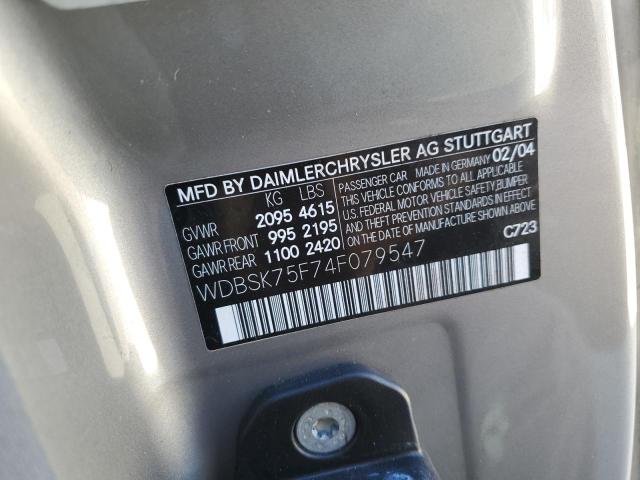 MFD BY DAIMLERCHRYSLER AG STUTTGART
KG LBS
GVWR 2095 4615
GAWR FRONT 995 2195
GAWR REAR 1100 2420
PASSENGER CAR MADE IN GERMANY 02/04
THIS VEHICLE CONFORMS TO ALL APPLICABLE
U.S. FEDERAL MOTOR VEHICLE SAFETY, BUMPER
AND THEFT PREVENTION STANDARDS IN EFFECT
ON THE DATE OF MANUFACTURE SHOWN ABOVE
C723
WDBSK75F74F079547